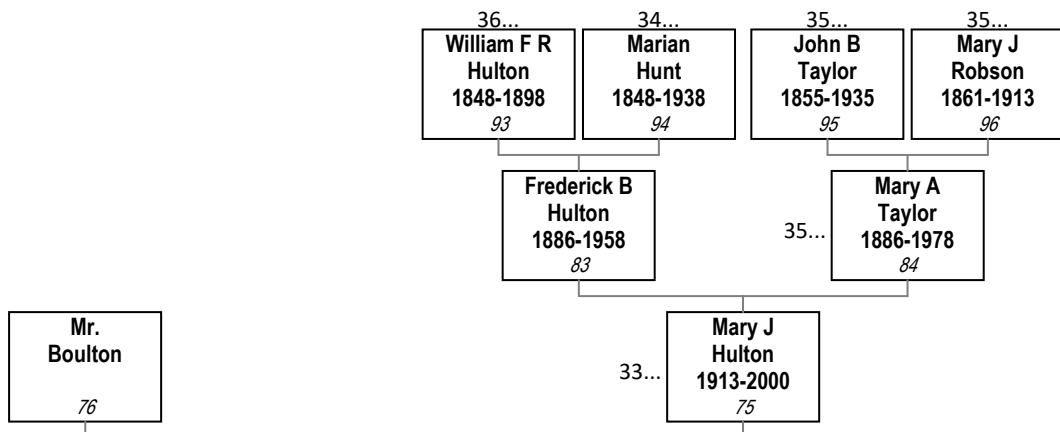 36...
William F R
Hulton
1848-1898
93
34...
Marian
Hunt
1848-1938
94
35...
John B
Taylor
1855-1935
95
35...
Mary J
Robson
1861-1913
96
Frederick B
Hulton
1886-1958
83
35...
Mary A
Taylor
1886-1978
84
Mr.
Boulton
76
33...
Mary J
Hulton
1913-2000
75